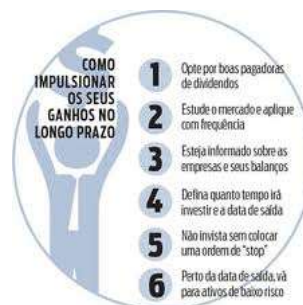 COMO
IMPULSIONAR
OS SEUS
GANHOS NO
LONGO PRAZO
1 Opte por boas pagadoras
de dividendos
2 Estude o mercado e aplique
com frequência
3 Esteja informado sobre as
empresas e seus balanços
4 Defina quanto tempo irá
investir e a data de saída
5 Não invista sem colocar
uma ordem de "stop"
6 Perto da data de saída, vá
para ativos de baixo risco